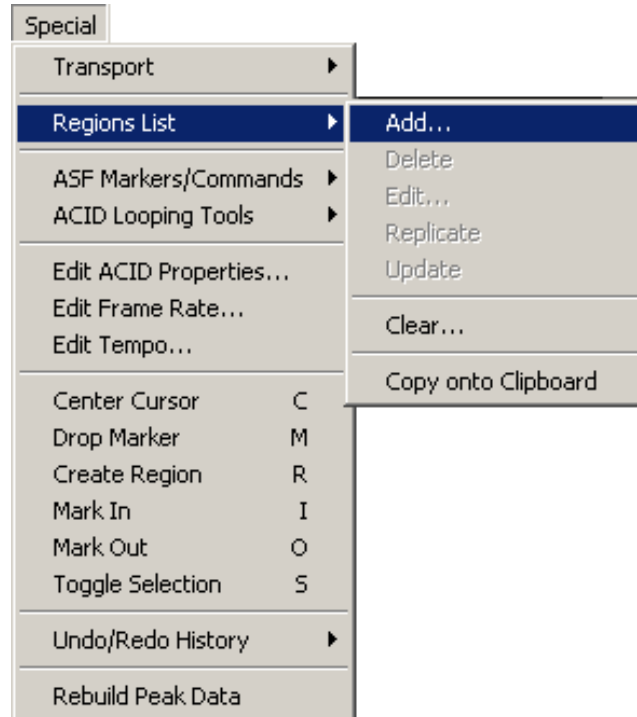 Special
Transport
Regions List
ASF Markers/Commands
ACID Looping Tools
Edit ACID Properties...
Edit Frame Rate...
Edit Tempo...
Center Cursor C
Drop Marker M
Create Region R
Mark In I
Mark Out O
Toggle Selection S
Undo/Redo History
Rebuild Peak Data
Add...
Delete
Edit...
Replicate
Update
Clear...
Copy onto Clipboard